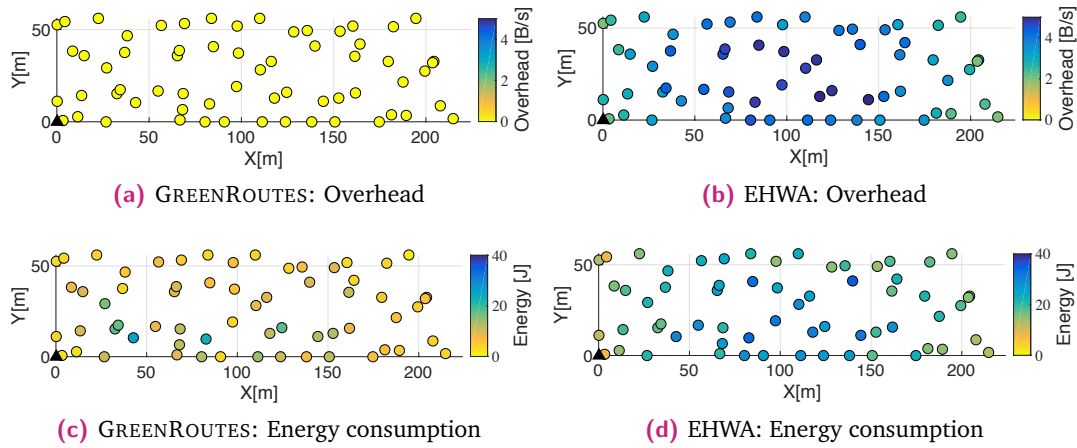 50
0
Y[m]
0
50
100
150
200
X[m]
4
2
0
Overhead [B/s]
(a) GREENROUTES: Overhead
50
0
Y[m]
0
50
100
150
200
X[m]
4
2
0
Overhead [B/s]
(b) EHWA: Overhead
50
0
Y[m]
0
50
100
150
200
X[m]
40
20
0
Energy [J]
(c) GREENROUTES: Energy consumption
50
0
Y[m]
0
50
100
150
200
X[m]
40
20
0
Energy [J]
(d) EHWA: Energy consumption